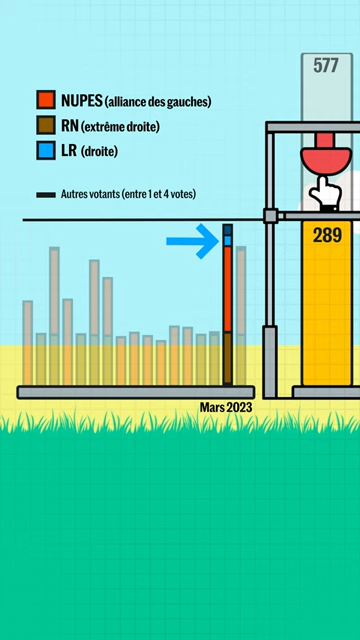 577
NUPES (alliance des gauches)
RN (extrême droite)
LR (droite)
Autres votants (entre 1 et 4 votes)
289
Mars 2023